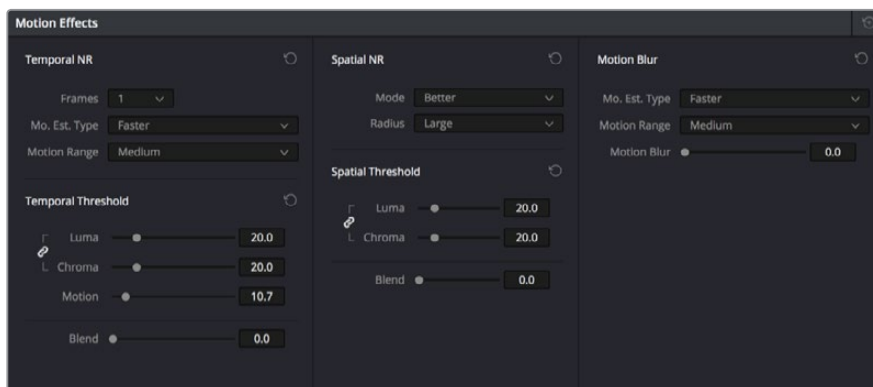 Motion Effects
Temporal NR
Frames 1
Mo. Est. Type Faster
Motion Range Medium
Temporal Threshold
Luma 20.0
Chroma 20.0
Motion 10.7
Blend 0.0
Spatial NR
Mode Better
Radius Large
Spatial Threshold
Luma 20.0
Chroma 20.0
Blend 0.0
Motion Blur
Mo. Est. Type Faster
Motion Range Medium
Motion Blur 0.0